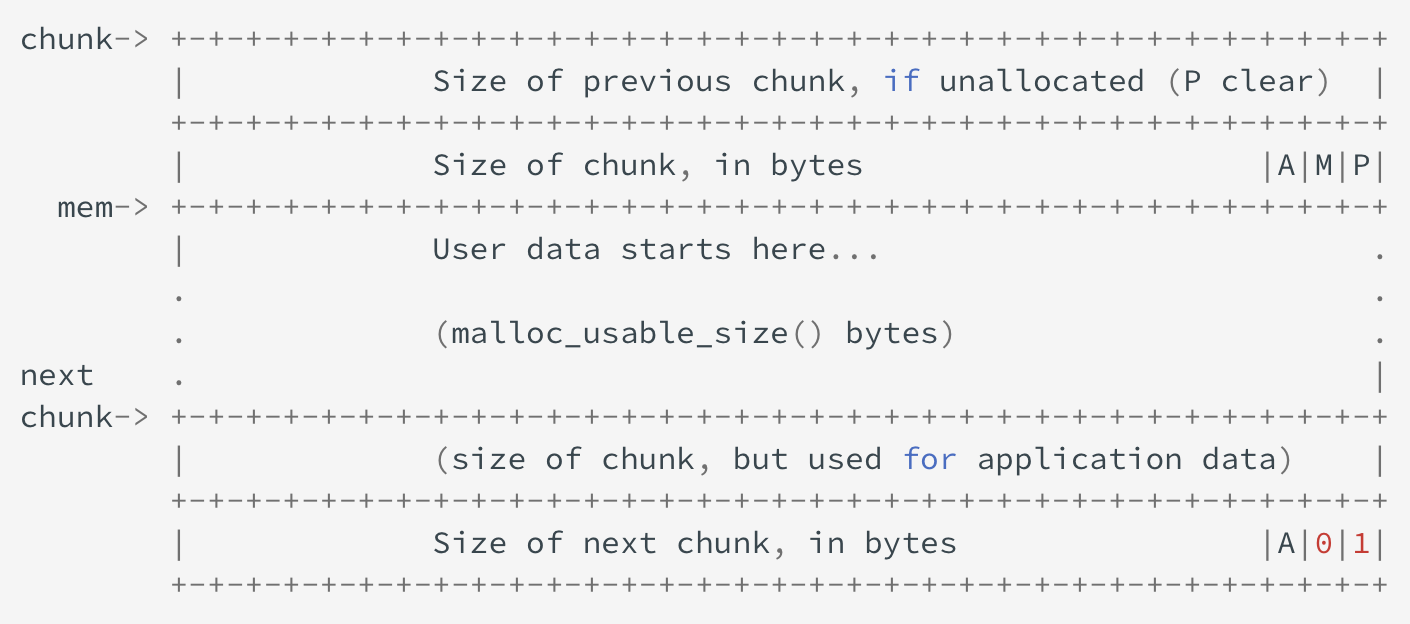 chunk-> +-+-+-+-+-+-+-+-+-+-+-+-+-+-+-+-+-+-+-+-+-+-+-+-+-+-+-+-+-+-+-+-+
        |             Size of previous chunk, if unallocated (P clear)  |
        +-+-+-+-+-+-+-+-+-+-+-+-+-+-+-+-+-+-+-+-+-+-+-+-+-+-+-+-+-+-+-+-+
        |             Size of chunk, in bytes                     |A|M|P|
  mem-> +-+-+-+-+-+-+-+-+-+-+-+-+-+-+-+-+-+-+-+-+-+-+-+-+-+-+-+-+-+-+-+-+
        |             User data starts here...                          .
        .                                                               .
        .             (malloc_usable_size() bytes)                      .
next    .                                                               |
chunk-> +-+-+-+-+-+-+-+-+-+-+-+-+-+-+-+-+-+-+-+-+-+-+-+-+-+-+-+-+-+-+-+-+
        |             (size of chunk, but used for application data)    |
        +-+-+-+-+-+-+-+-+-+-+-+-+-+-+-+-+-+-+-+-+-+-+-+-+-+-+-+-+-+-+-+-+
        |             Size of next chunk, in bytes                |A|0|1|
        +-+-+-+-+-+-+-+-+-+-+-+-+-+-+-+-+-+-+-+-+-+-+-+-+-+-+-+-+-+-+-+-+